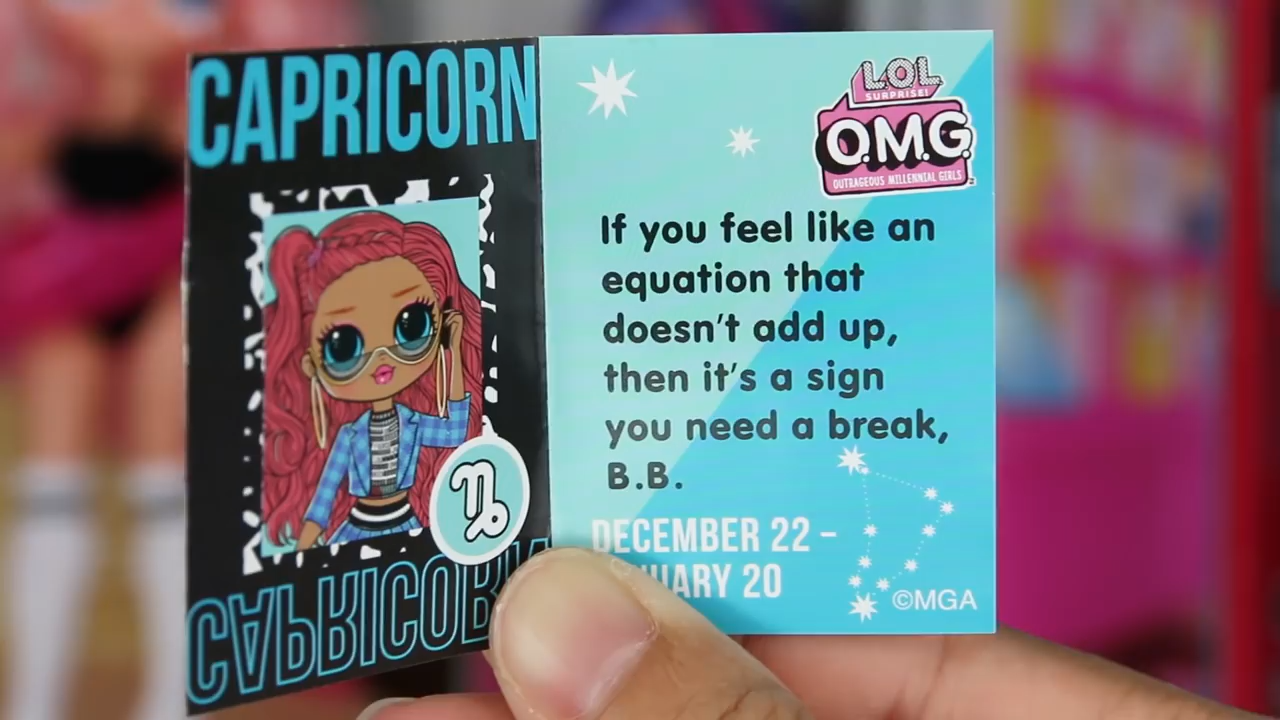 CAPRICORN
CAPRICORN
L.O.L
SURPRISE!
O.M.G.
OUTRAGEOUS MILLENNIAL GIRLS
If you feel like an
equation that
doesn't add up,
then it's a sign
you need a break,
B.B.
DECEMBER 22 –
20
©MGA